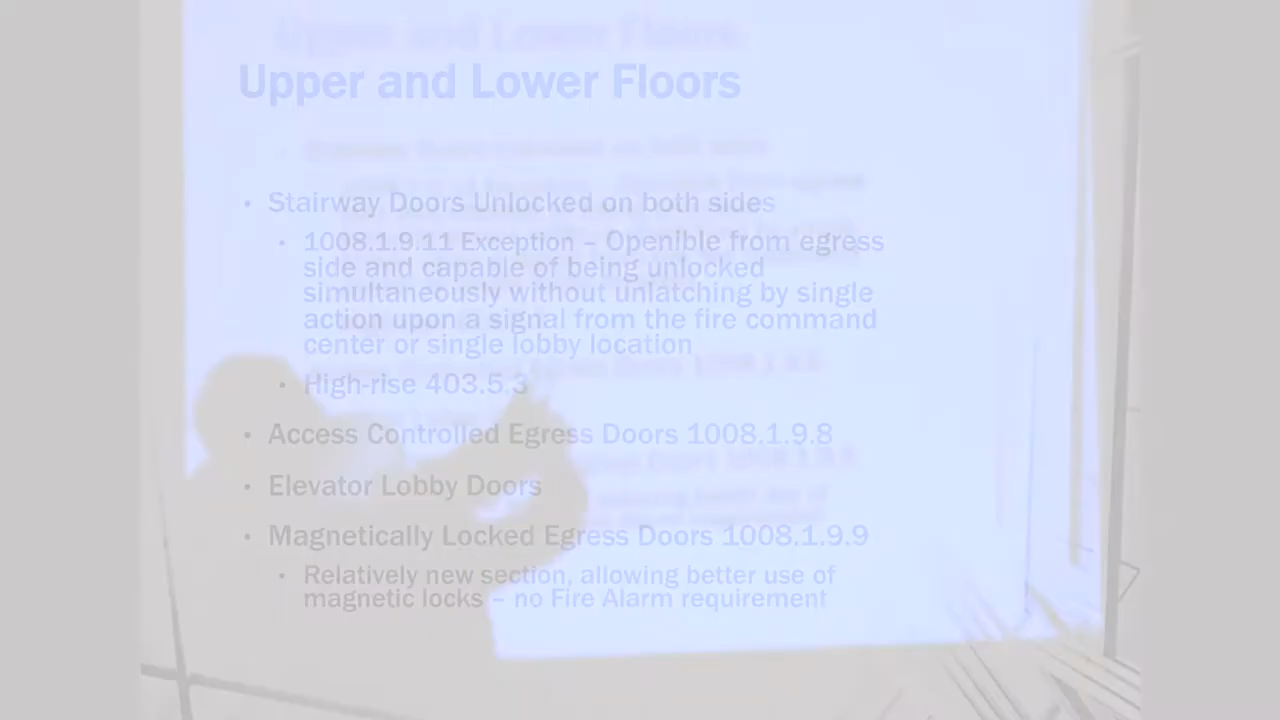 Upper and Lower Floors
• Stairway Doors Unlocked on both sides
• 1008.1.9.11 Exception – Openible from egress
side and capable of being unlocked
simultaneously without unlatching by single
action upon a signal from the fire command
center or single lobby location
• High-rise 403.5.3
• Access Controlled Egress Doors 1008.1.9.8
• Elevator Lobby Doors
• Magnetically Locked Egress Doors 1008.1.9.9
• Relatively new section, allowing better use of
magnetic locks – no Fire Alarm requirement